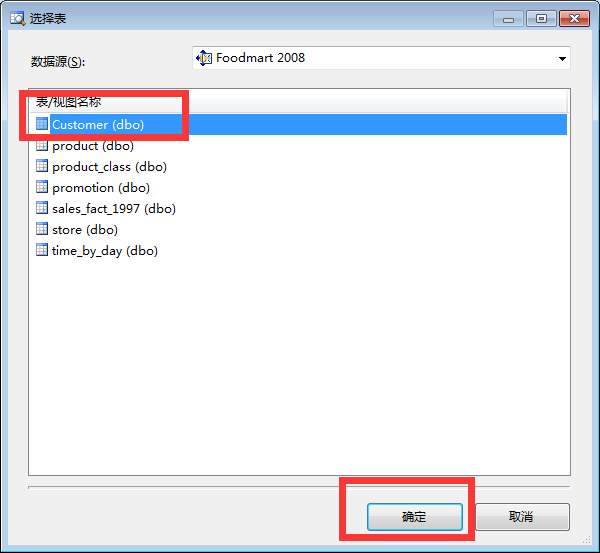 选择表
数据源(S):
Foodmart 2008
表/视图名称
Customer (dbo)
product (dbo)
product_class (dbo)
promotion (dbo)
sales_fact_1997 (dbo)
store (dbo)
time_by_day (dbo)
确定
取消